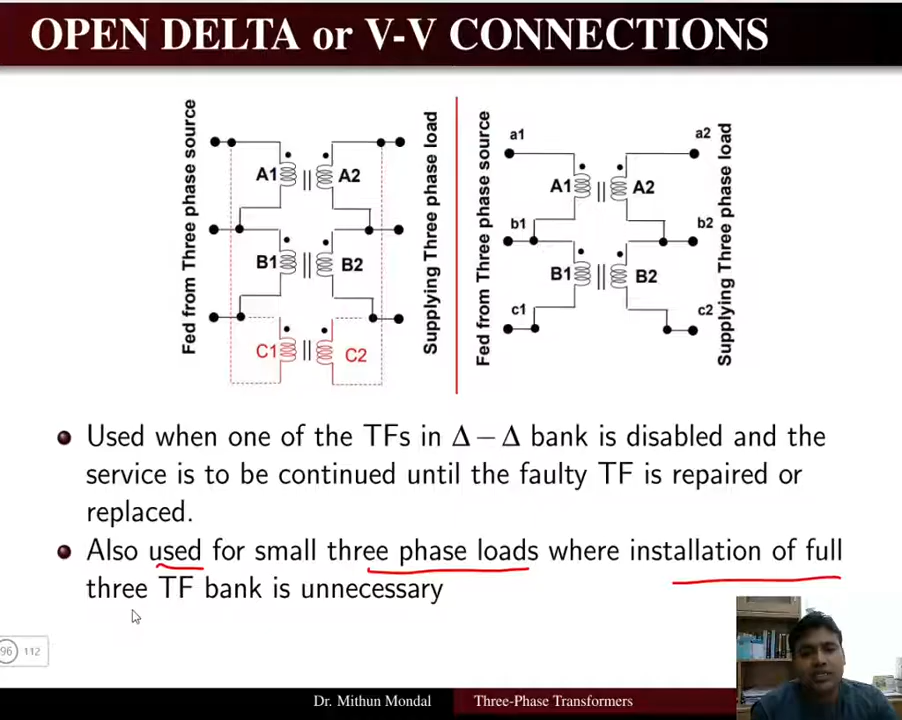 OPEN DELTA or V-V CONNECTIONS
Fed from Three phase source
A1
A2
B1
B2
C1
C2
Supplying Three phase load
Fed from Three phase source
a1
a2
A1
A2
b1
b2
B1
B2
c1
c2
Supplying Three phase load
Used when one of the TFs in Δ − Δ bank is disabled and the
service is to be continued until the faulty TF is repaired or
replaced.
Also used for small three phase loads where installation of full
three TF bank is unnecessary
96 112
Dr. Mithun Mondal Three-Phase Transformers